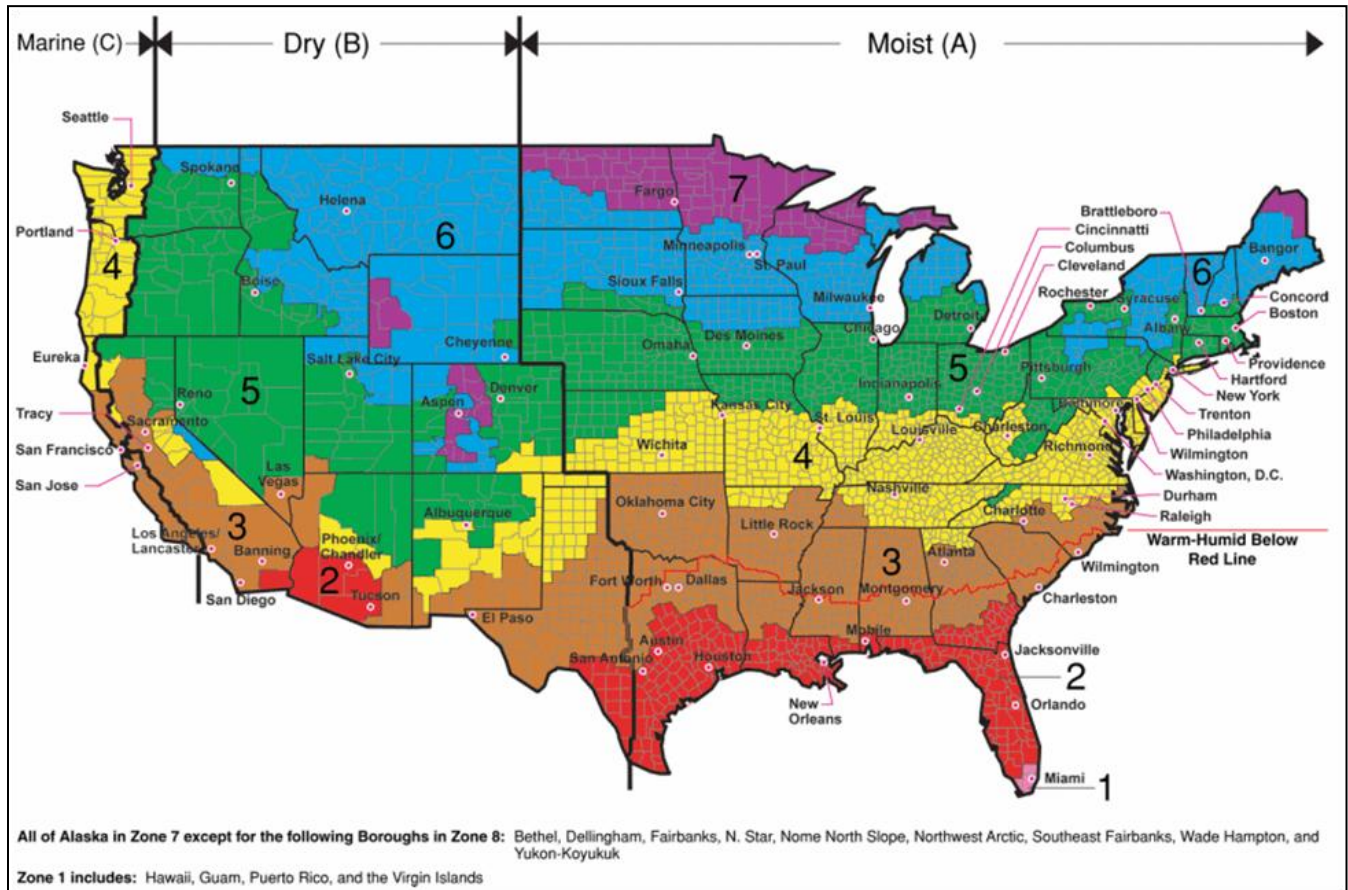 Marine (C)
Dry (B)
Moist (A)
Seattle
Spokane
Helena
6
Fargo
7
Portland
4
Boise
Minneapolis
St. Paul
Sioux Falls
Milwaukee
Brattleboro
Cincinnatti
Columbus
Cleveland
Rochester
Syracuse
Albany
6
Bangor
Concord
Boston
Detroit
Chicago
Cheyenne
Des Moines
Omaha
Eureka
Salt Lake City
Reno
5
Aspen
Denver
Indianapolis
5
Pittsburgh
Providence
Hartford
New York
Trenton
Philadelphia
Wilmington
Washington, D.C.
Baltimore
Tracy
Sacramento
San Francisco
San Jose
Kansas City
St. Louis
Louisville
Charleston
Richmond
Wichita
4
Las
Vegas
Nashville
Durham
Raleigh
Oklahoma City
Albuquerque
Little Rock
Charlotte
3
Los Angeles/
Lancaster
Banning
Phoenix/
Chandler
2
Tucson
San Diego
El Paso
Atlanta
3
Warm-Humid Below
Red Line
Wilmington
Fort Worth
Dallas
Jackson
Montgomery
Charleston
Austin
San Antonio
Houston
Mobile
Jacksonville
2
New
Orleans
Orlando
Miami
1
All of Alaska in Zone 7 except for the following Boroughs in Zone 8: Bethel, Dellingham, Fairbanks, N. Star, Nome North Slope, Northwest Arctic, Southeast Fairbanks, Wade Hampton, and
Yukon-Koyukuk
Zone 1 includes: Hawaii, Guam, Puerto Rico, and the Virgin Islands